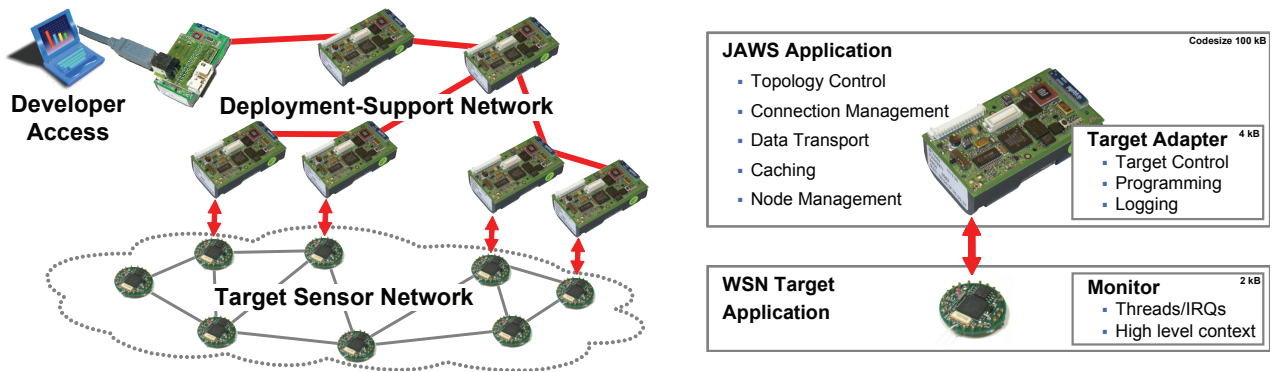 Developer
Access
Deployment-Support Network
Target Sensor Network
JAWS Application
Codesize 100 kB
▪ Topology Control
▪ Connection Management
▪ Data Transport
▪ Caching
▪ Node Management
Target Adapter
4 kB
▪ Target Control
▪ Programming
▪ Logging
WSN Target
Application
Monitor
2 kB
▪ Threads/IRQs
▪ High level context